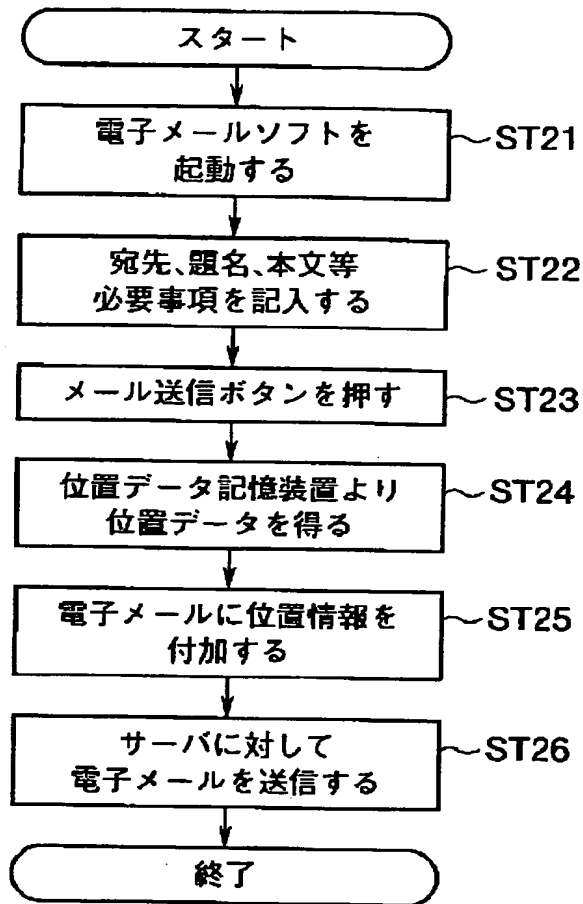 スタート
電子メールソフトを
起動する
ST21
宛先、題名、本文等
必要事項を記入する
ST22
メール送信ボタンを押す
ST23
位置データ記憶装置より
位置データを得る
ST24
電子メールに位置情報を
付加する
ST25
サーバに対して
電子メールを送信する
ST26
終了